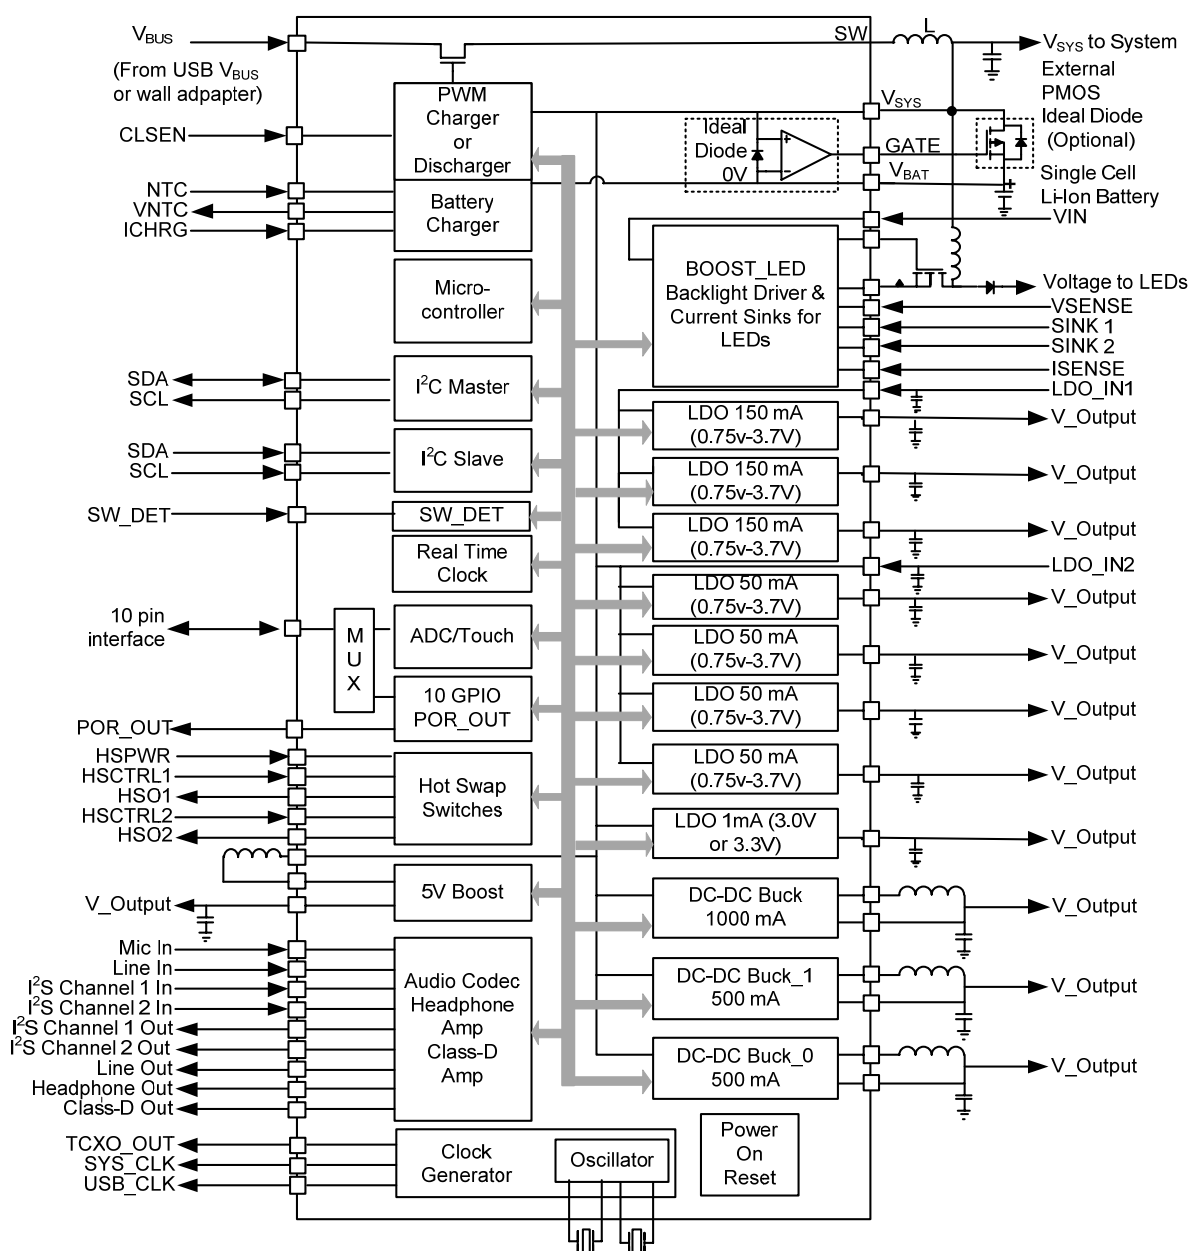 V_BUS
(From USB V_BUS
or wall adpapter)
CLSEN
NTC
VNTC
ICHRG
SDA
SCL
SDA
SCL
SW_DET
10 pin
interface
POR_OUT
HSPWR
HSCTRL1
HSO1
HSCTRL2
HSO2
V_Output
Mic In
Line In
I²S Channel 1 In
I²S Channel 2 In
I²S Channel 1 Out
I²S Channel 2 Out
Line Out
Headphone Out
Class-D Out
TCXO_OUT
SYS_CLK
USB_CLK
PWM
Charger
or
Discharger
Battery
Charger
Micro-
controller
I²C Master
I²C Slave
SW_DET
Real Time
Clock
MUX
ADC/Touch
10 GPIO
POR_OUT
Hot Swap
Switches
5V Boost
Audio Codec
Headphone
Amp
Class-D
Amp
Clock
Generator
Oscillator
Power
On
Reset
Ideal
Diode
0V
+
−
BOOST_LED
Backlight Driver &
Current Sinks for
LEDs
LDO 150 mA
(0.75v-3.7V)
LDO 150 mA
(0.75v-3.7V)
LDO 150 mA
(0.75v-3.7V)
LDO 50 mA
(0.75v-3.7V)
LDO 50 mA
(0.75v-3.7V)
LDO 50 mA
(0.75v-3.7V)
LDO 50 mA
(0.75v-3.7V)
LDO 1mA (3.0V
or 3.3V)
DC-DC Buck
1000 mA
DC-DC Buck_1
500 mA
DC-DC Buck_0
500 mA
SW
L
V_SYS
GATE
V_BAT
+
V_SYS to System
External
PMOS
Ideal Diode
(Optional)
Single Cell
Li-Ion Battery
VIN
Voltage to LEDs
VSENSE
SINK 1
SINK 2
ISENSE
LDO_IN1
V_Output
V_Output
V_Output
LDO_IN2
V_Output
V_Output
V_Output
V_Output
V_Output
V_Output
V_Output
V_Output